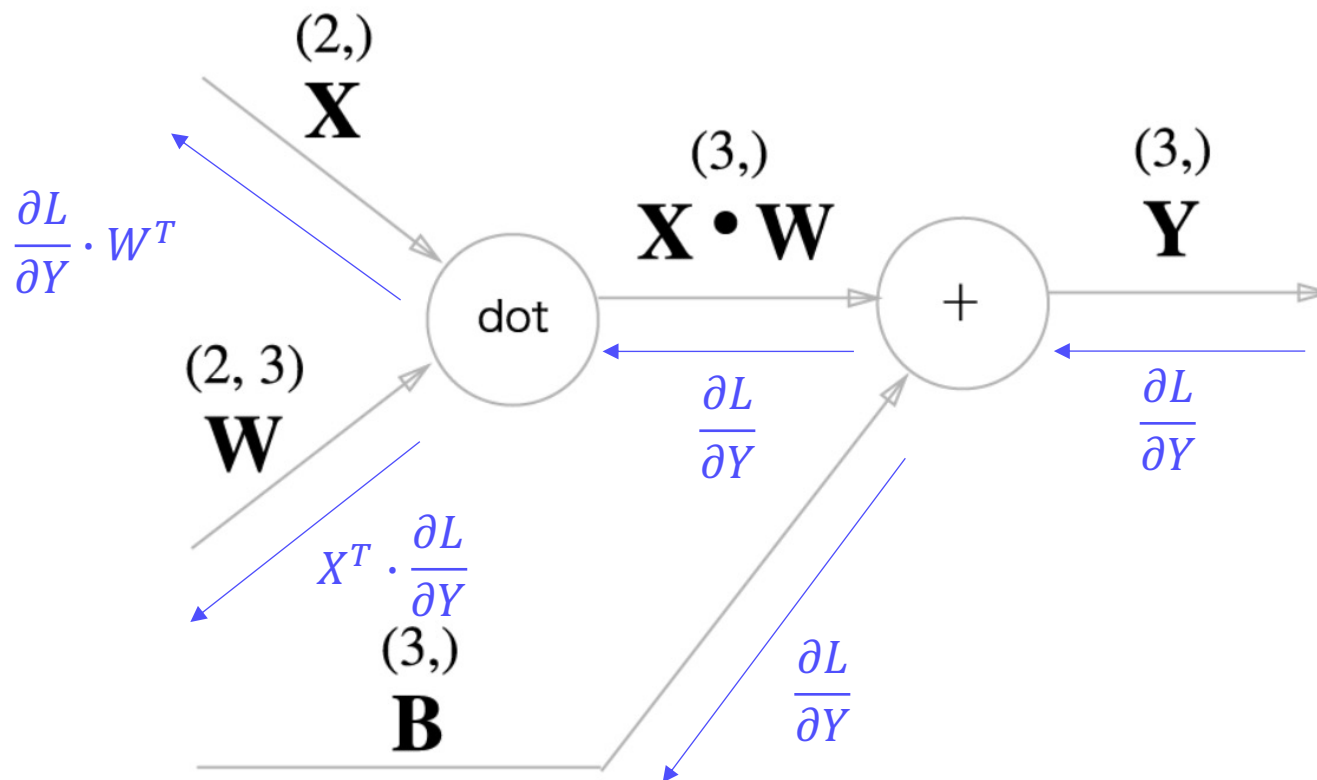 (2,)
X
∂L/∂Y · W^T
(2, 3)
W
X^T · ∂L/∂Y
(3,)
B
dot
(3,)
X • W
∂L/∂Y
+
∂L/∂Y
(3,)
Y
∂L/∂Y